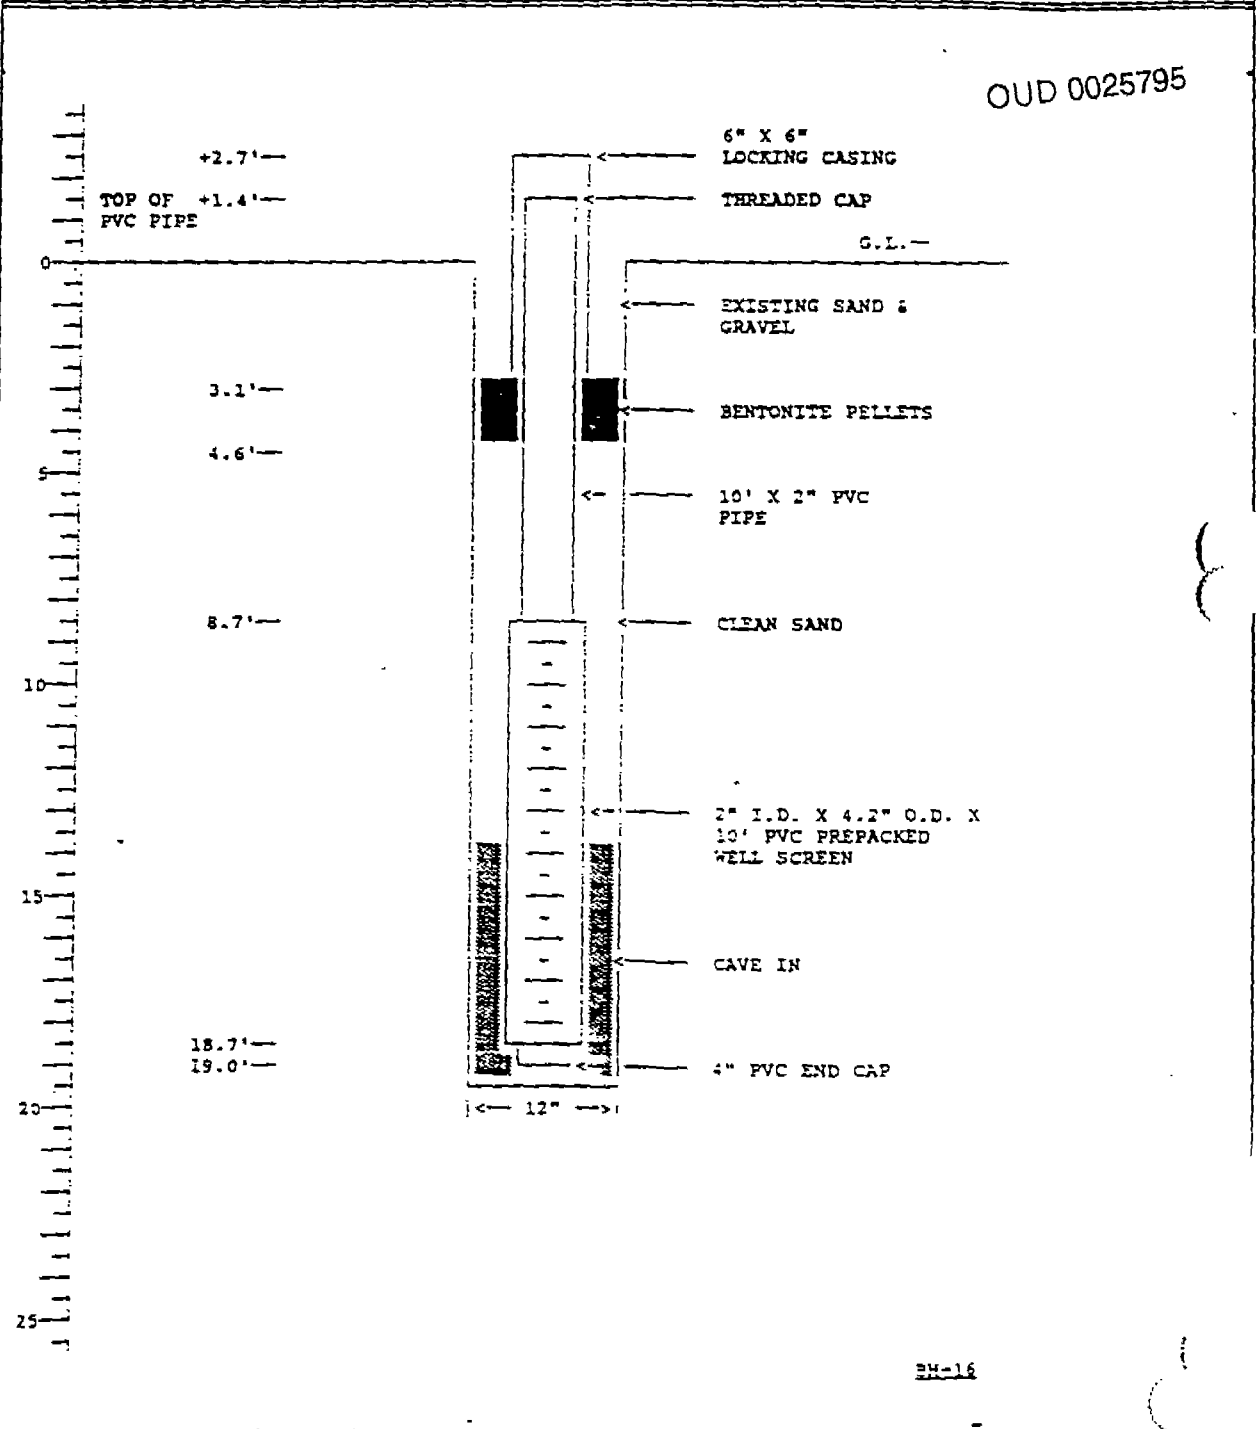 OUD 0025795
6" X 6"
LOCKING CASING
+2.7'—
TOP OF +1.4'—
PVC PIPE
THREADED CAP
G.L.—
0
EXISTING SAND &
GRAVEL
3.1'—
BENTONITE PELLETS
4.6'—
5
10' X 2" PVC
PIPE
8.7'—
CLEAN SAND
10
2" I.D. X 4.2" O.D. X
10' PVC PREPACKED
WELL SCREEN
15
CAVE IN
18.7'—
19.0'—
4" PVC END CAP
20
12"
25
BH-16